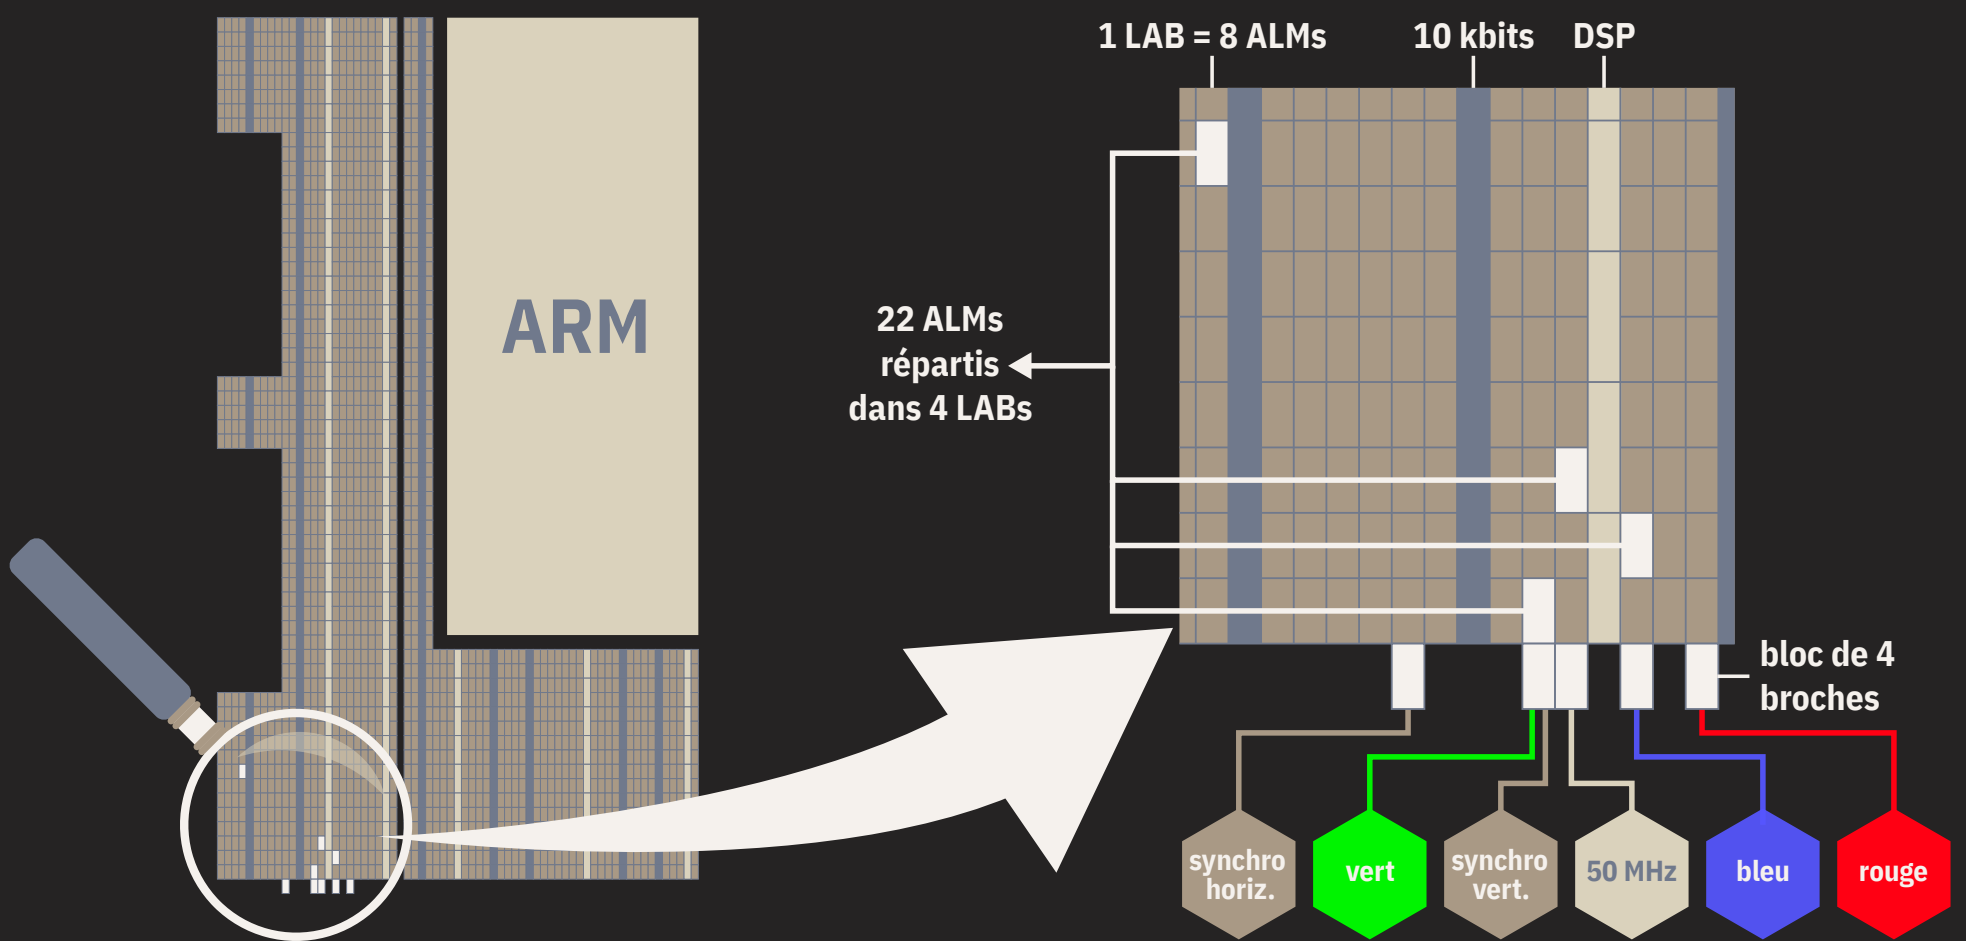 1 LAB = 8 ALMs
10 kbits
DSP
ARM
22 ALMs
répartis
dans 4 LABs
bloc de 4
broches
synchro
horiz.
vert
synchro
vert.
50 MHz
bleu
rouge